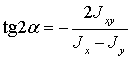 tg2α = − 2J_xy / (J_x − J_y)